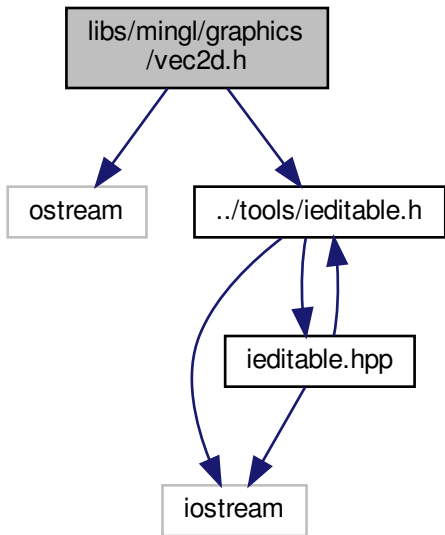 libs/mingl/graphics
/vec2d.h
ostream
../tools/ieditable.h
ieditable.hpp
iostream